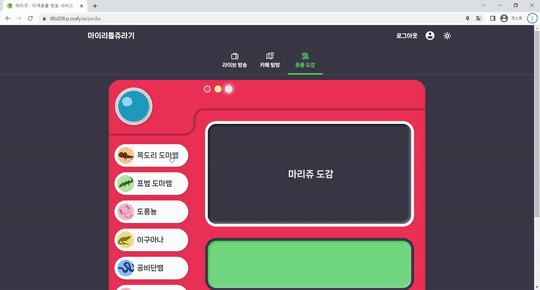 마리쥬 - 이색동물 방송 서비스
i8b208.p.ssafy.io/pedia
게스트
마이리틀쥬라기
로그아웃
라이브 방송
카페 탐방
동물 도감
목도리 도마뱀
표범 도마뱀
도롱뇽
이구아나
공비단뱀
마리쥬 도감